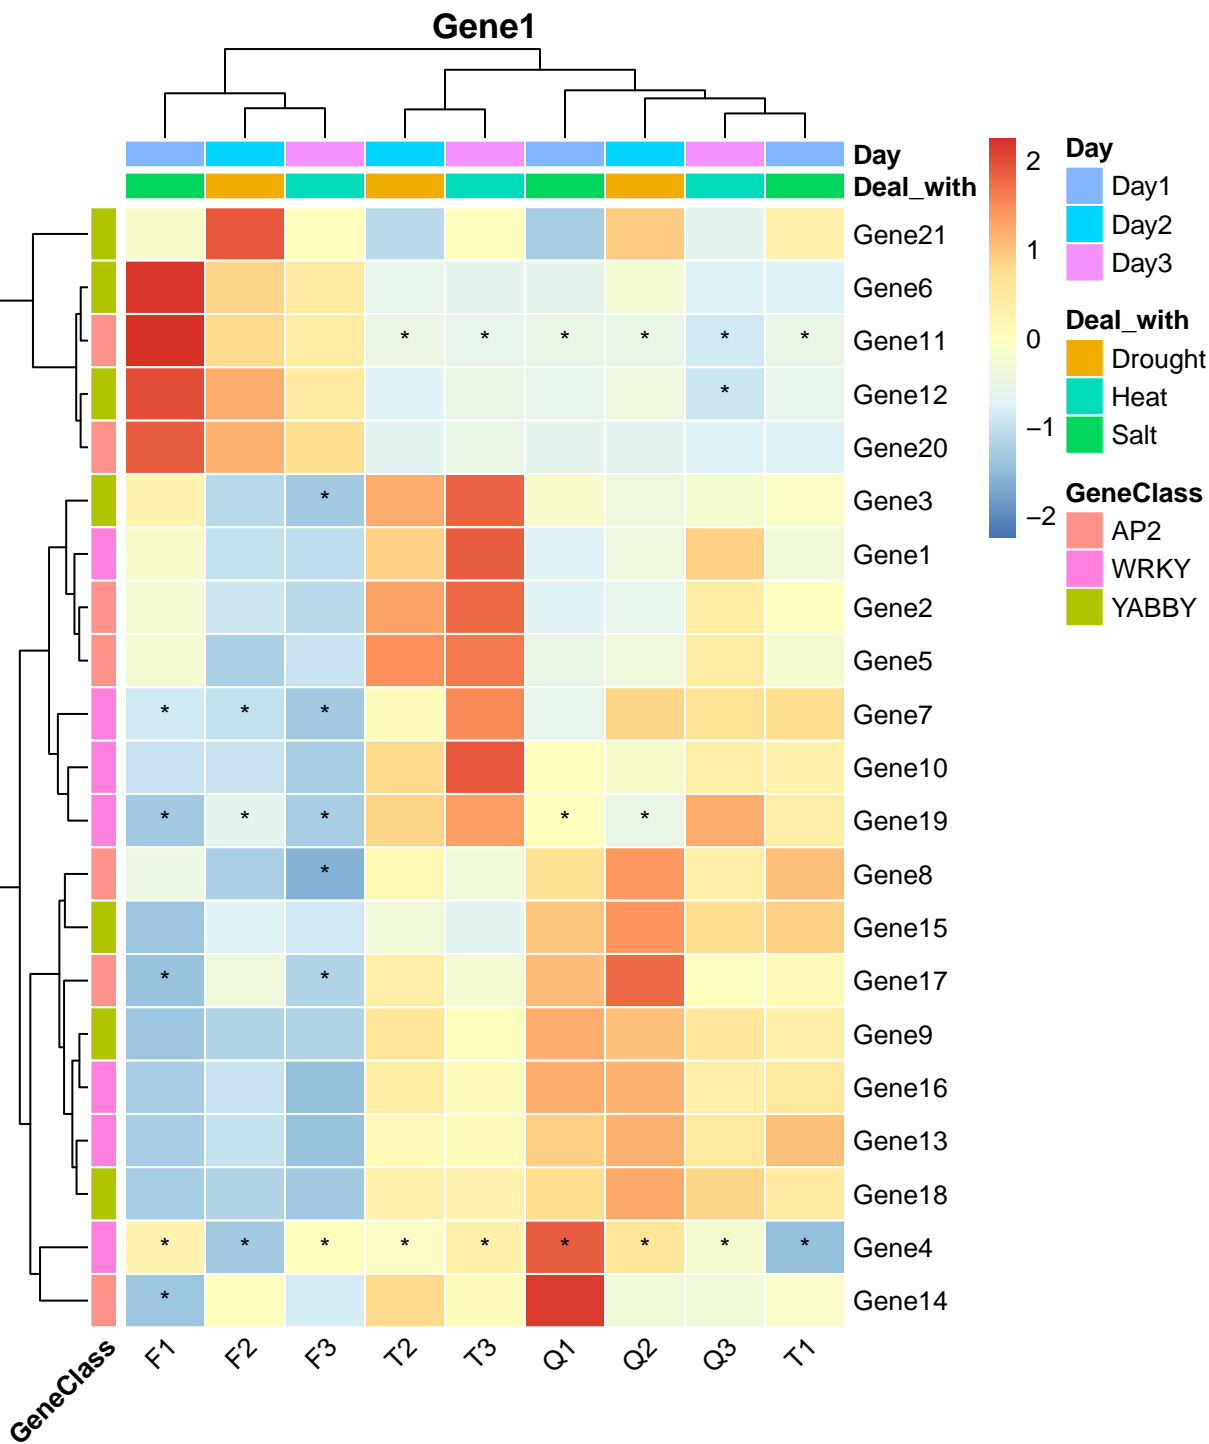 Gene1
Day
Deal_with
Gene21
Gene6
* * * * * * Gene11
* Gene12
Gene20
* Gene3
Gene1
Gene2
Gene5
* * * Gene7
Gene10
* * * * * Gene19
* Gene8
Gene15
* * Gene17
Gene9
Gene16
Gene13
Gene18
* * * * * * * * * Gene4
* Gene14
GeneClass F1 F2 F3 T2 T3 Q1 Q2 Q3 T1
2
1
0
−1
−2
Day
Day1
Day2
Day3
Deal_with
Drought
Heat
Salt
GeneClass
AP2
WRKY
YABBY